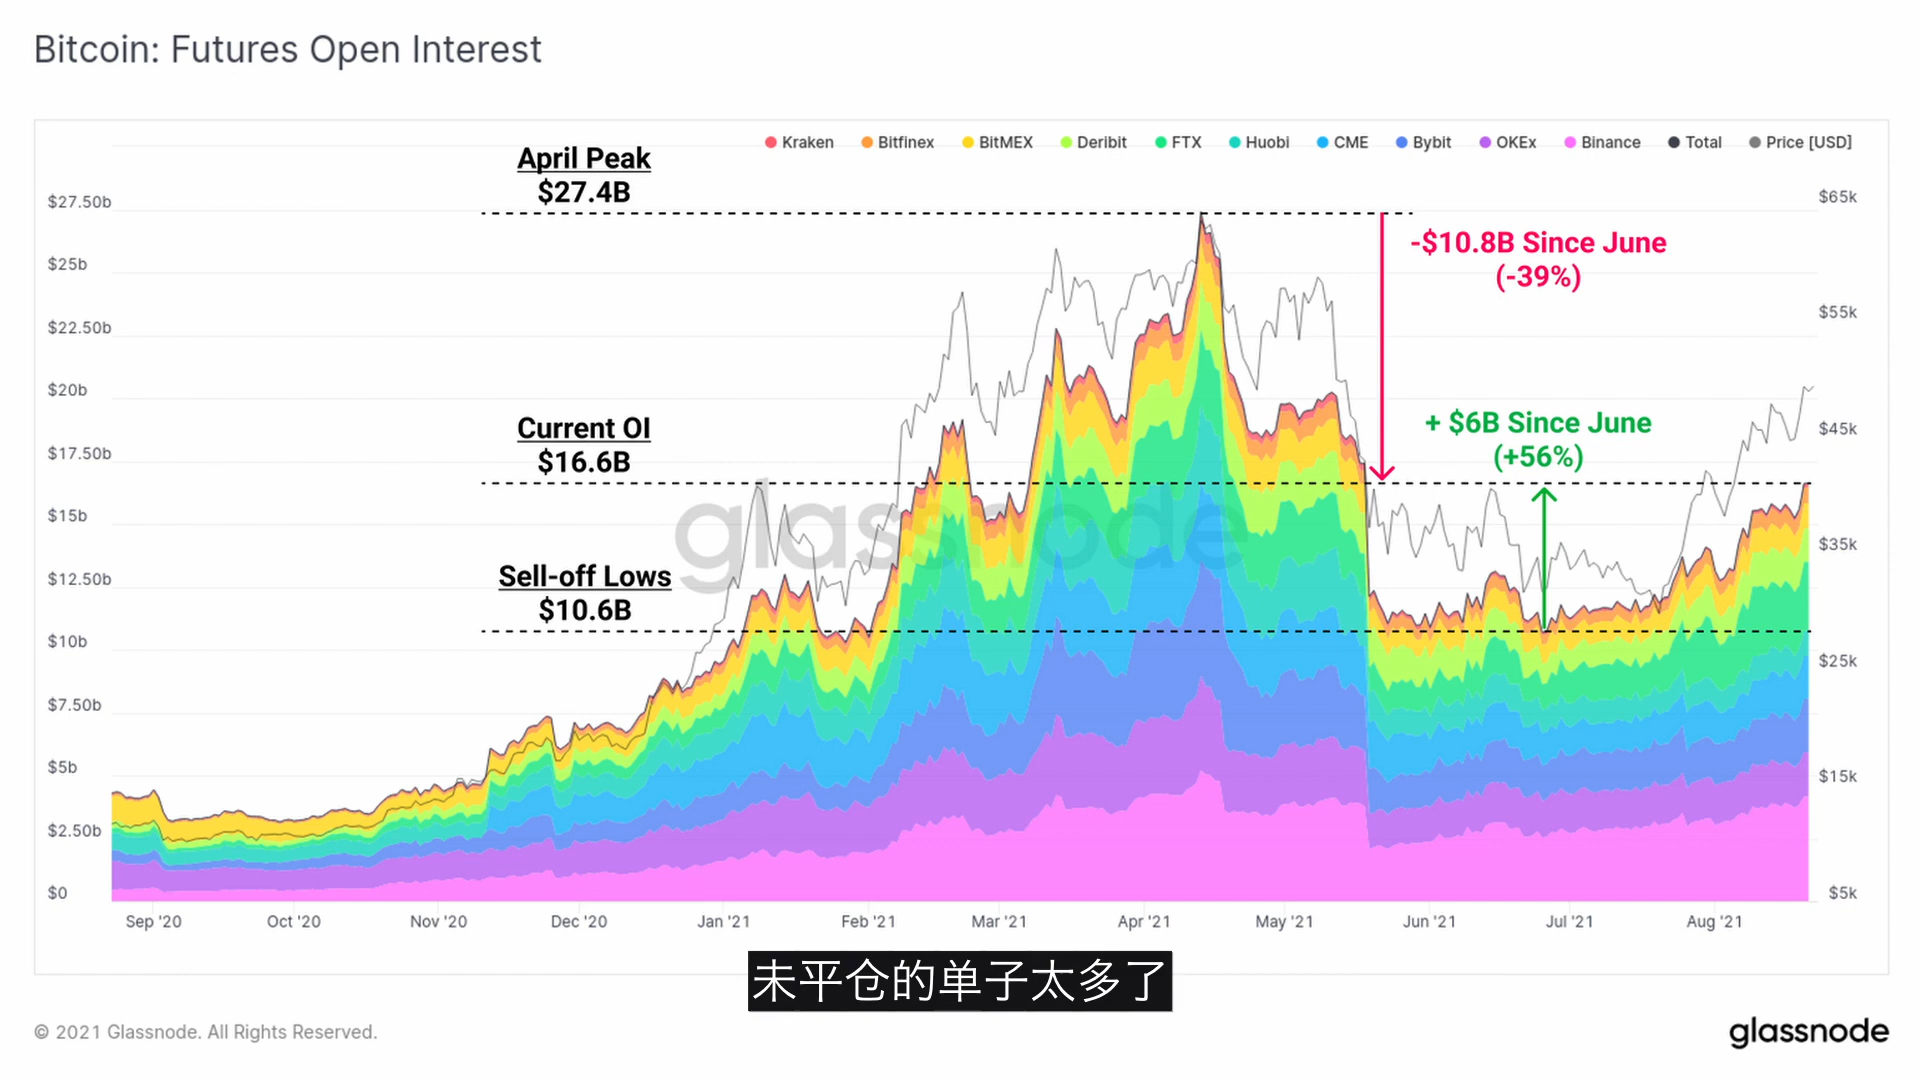 Bitcoin: Futures Open Interest
Kraken Bitfinex BitMEX Deribit FTX Huobi CME Bybit OKEx Binance Total Price [USD]
April Peak
$27.4B
-$10.8B Since June
(-39%)
Current OI
$16.6B
+ $6B Since June
(+56%)
Sell-off Lows
$10.6B
$27.50b
$25b
$22.50b
$20b
$17.50b
$15b
$12.50b
$10b
$7.50b
$5b
$2.50b
$0
$65k
$55k
$45k
$35k
$25k
$15k
$5k
glassnode
Sep '20 Oct '20 Nov '20 Dec '20 Jan '21 Feb '21 Mar '21 Apr '21 May '21 Jun '21 Jul '21 Aug '21
未平仓的单子太多了
© 2021 Glassnode. All Rights Reserved.
glassnode